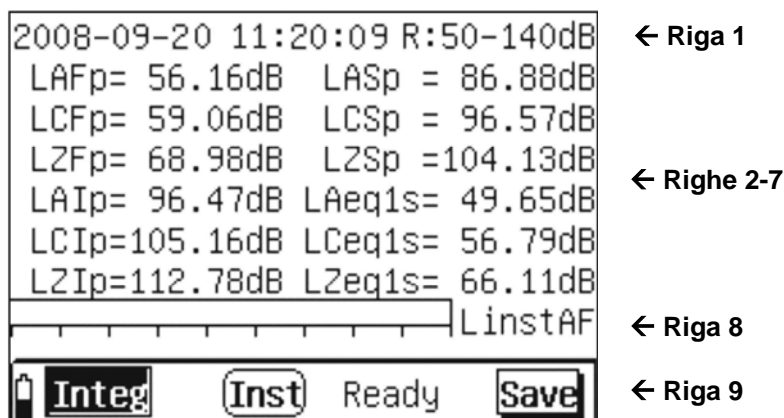 2008-09-20 11:20:09 R:50-140dB ← Riga 1
LAFp= 56.16dB LASp = 86.88dB
LCFp= 59.06dB LCSp = 96.57dB
LZFp= 68.98dB LZSp =104.13dB
← Righe 2-7
LAIp= 96.47dB LAeq1s= 49.65dB
LCIp=105.16dB LCeq1s= 56.79dB
LZIp=112.78dB LZeq1s= 66.11dB
LinstAF ← Riga 8
Integ Inst Ready Save ← Riga 9